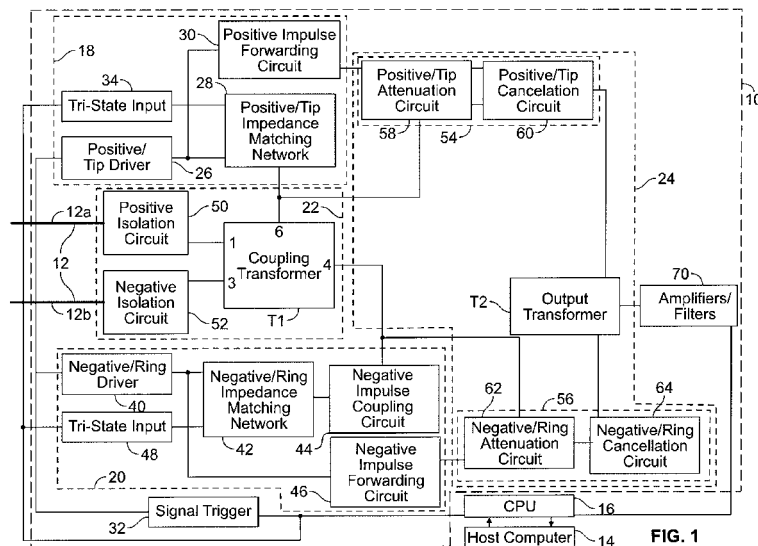 30
Positive Impulse
Forwarding
Circuit
18
34
28
Tri-State Input
Positive/Tip
Impedance
Matching
Network
Positive/
Tip Driver
26
Positive/Tip
Attenuation
Circuit
58
54
Positive/Tip
Cancelation
Circuit
60
10
24
12a
12
12b
Positive
Isolation
Circuit
50
22
1
6
Coupling
Transformer
4
3
T1
Negative
Isolation
Circuit
52
T2
Output
Transformer
70
Amplifiers/
Filters
Negative/Ring
Driver
40
Tri-State Input
48
Negative/Ring
Impedance
Matching
Network
42
Negative
Impulse
Coupling
Circuit
44
Negative
Impulse
Forwarding
Circuit
46
20
62
56
64
Negative/Ring
Attenuation
Circuit
Negative/Ring
Cancellation
Circuit
Signal Trigger
32
CPU
16
Host Computer
14
FIG. 1